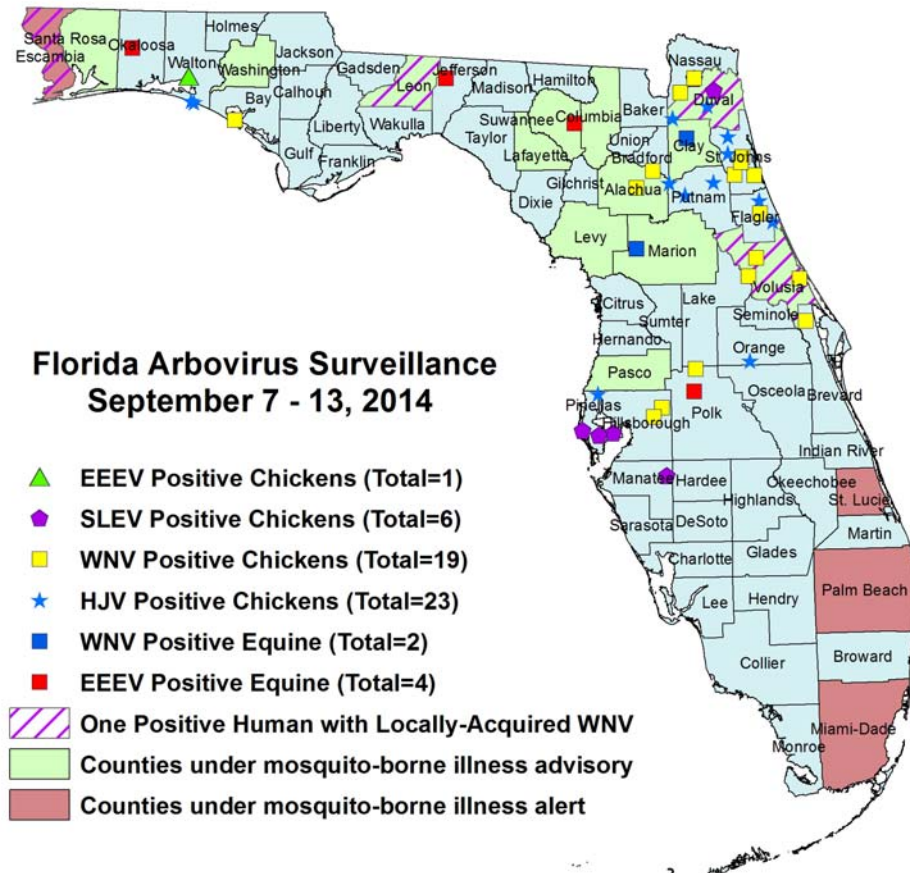 Holmes
Santa Rosa
Okaloosa
Jackson
Nassau
Escambia
Walton
Washington
Gadsden
Jefferson
Hamilton
Leon
Madison
Duval
Bay
Calhoun
Baker
Suwannee
Columbia
Liberty
Wakulla
Taylor
Union
Clay
St. Johns
Lafayette
Bradford
Gulf
Franklin
Gilchrist
Alachua
Putnam
Dixie
Flagler
Levy
Marion
Volusia
Citrus
Lake
Sumter
Seminole
Hernando
Orange
Florida Arbovirus Surveillance
September 7 - 13, 2014
Pasco
Osceola
Brevard
Pinellas
Hillsborough
Polk
Indian River
Manatee
Hardee
Okeechobee
Highlands
St. Lucie
Sarasota
DeSoto
Martin
Charlotte
Glades
Lee
Hendry
Palm Beach
Collier
Broward
Miami-Dade
Monroe
EEEV Positive Chickens (Total=1)
SLEV Positive Chickens (Total=6)
WNV Positive Chickens (Total=19)
HJV Positive Chickens (Total=23)
WNV Positive Equine (Total=2)
EEEV Positive Equine (Total=4)
One Positive Human with Locally-Acquired WNV
Counties under mosquito-borne illness advisory
Counties under mosquito-borne illness alert